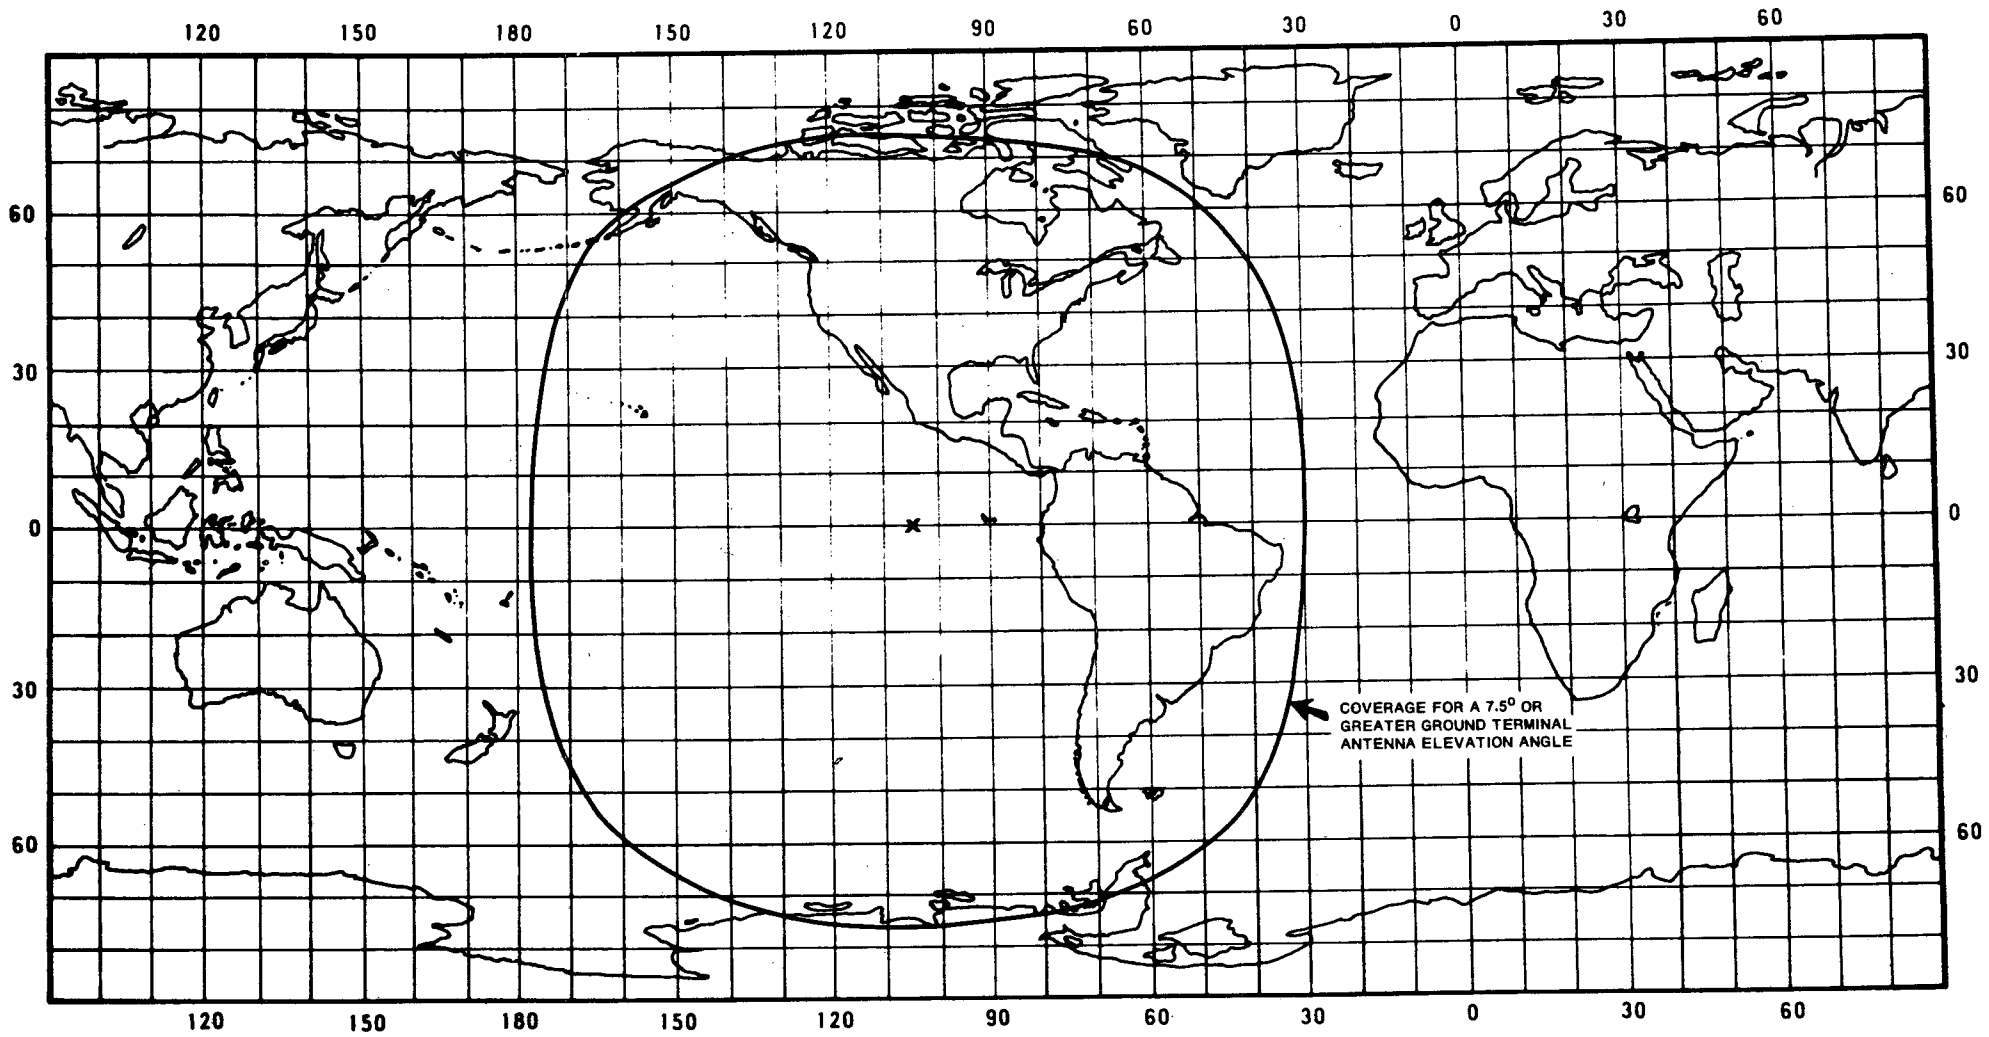 120 150 180 150 120 90 60 30 0 30 60
60 60
30 30
0 0
30 30
COVERAGE FOR A 7.5⁰ OR
GREATER GROUND TERMINAL
ANTENNA ELEVATION ANGLE
60 60
120 150 180 150 120 90 60 30 0 30 60